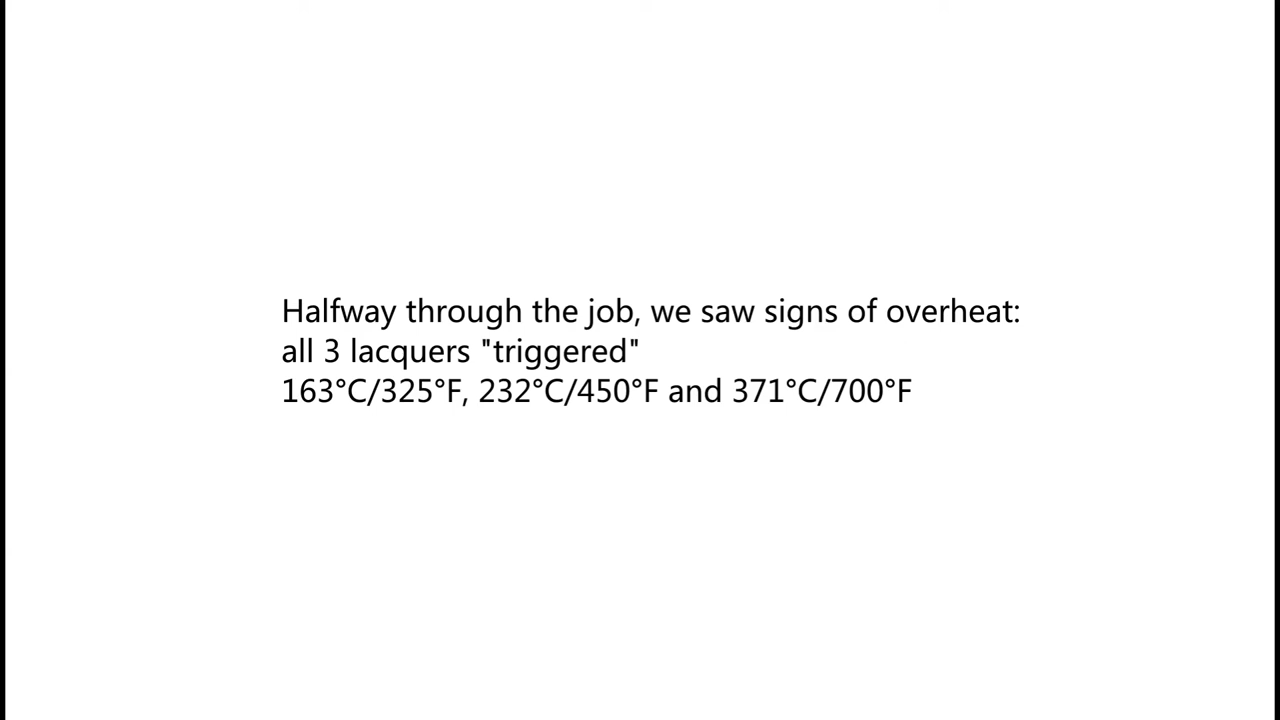 Halfway through the job, we saw signs of overheat:
all 3 lacquers "triggered"
163°C/325°F, 232°C/450°F and 371°C/700°F